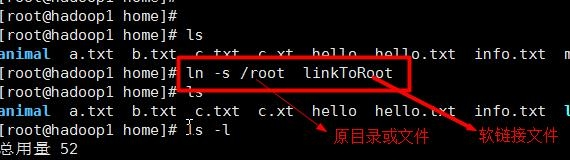 [root@hadoop1 home]#
[root@hadoop1 home]# ls
animal a.txt b.txt c.txt c.xt hello hello.txt info.txt m
[root@hadoop1 home]# ln -s /root linkToRoot
[root@hadoop1 home]# ls
animal a.txt b.txt c.txt c.xt hello hello.txt info.txt l
[root@hadoop1 home]# ls -l
原目录或文件
软链接文件
总用量 52